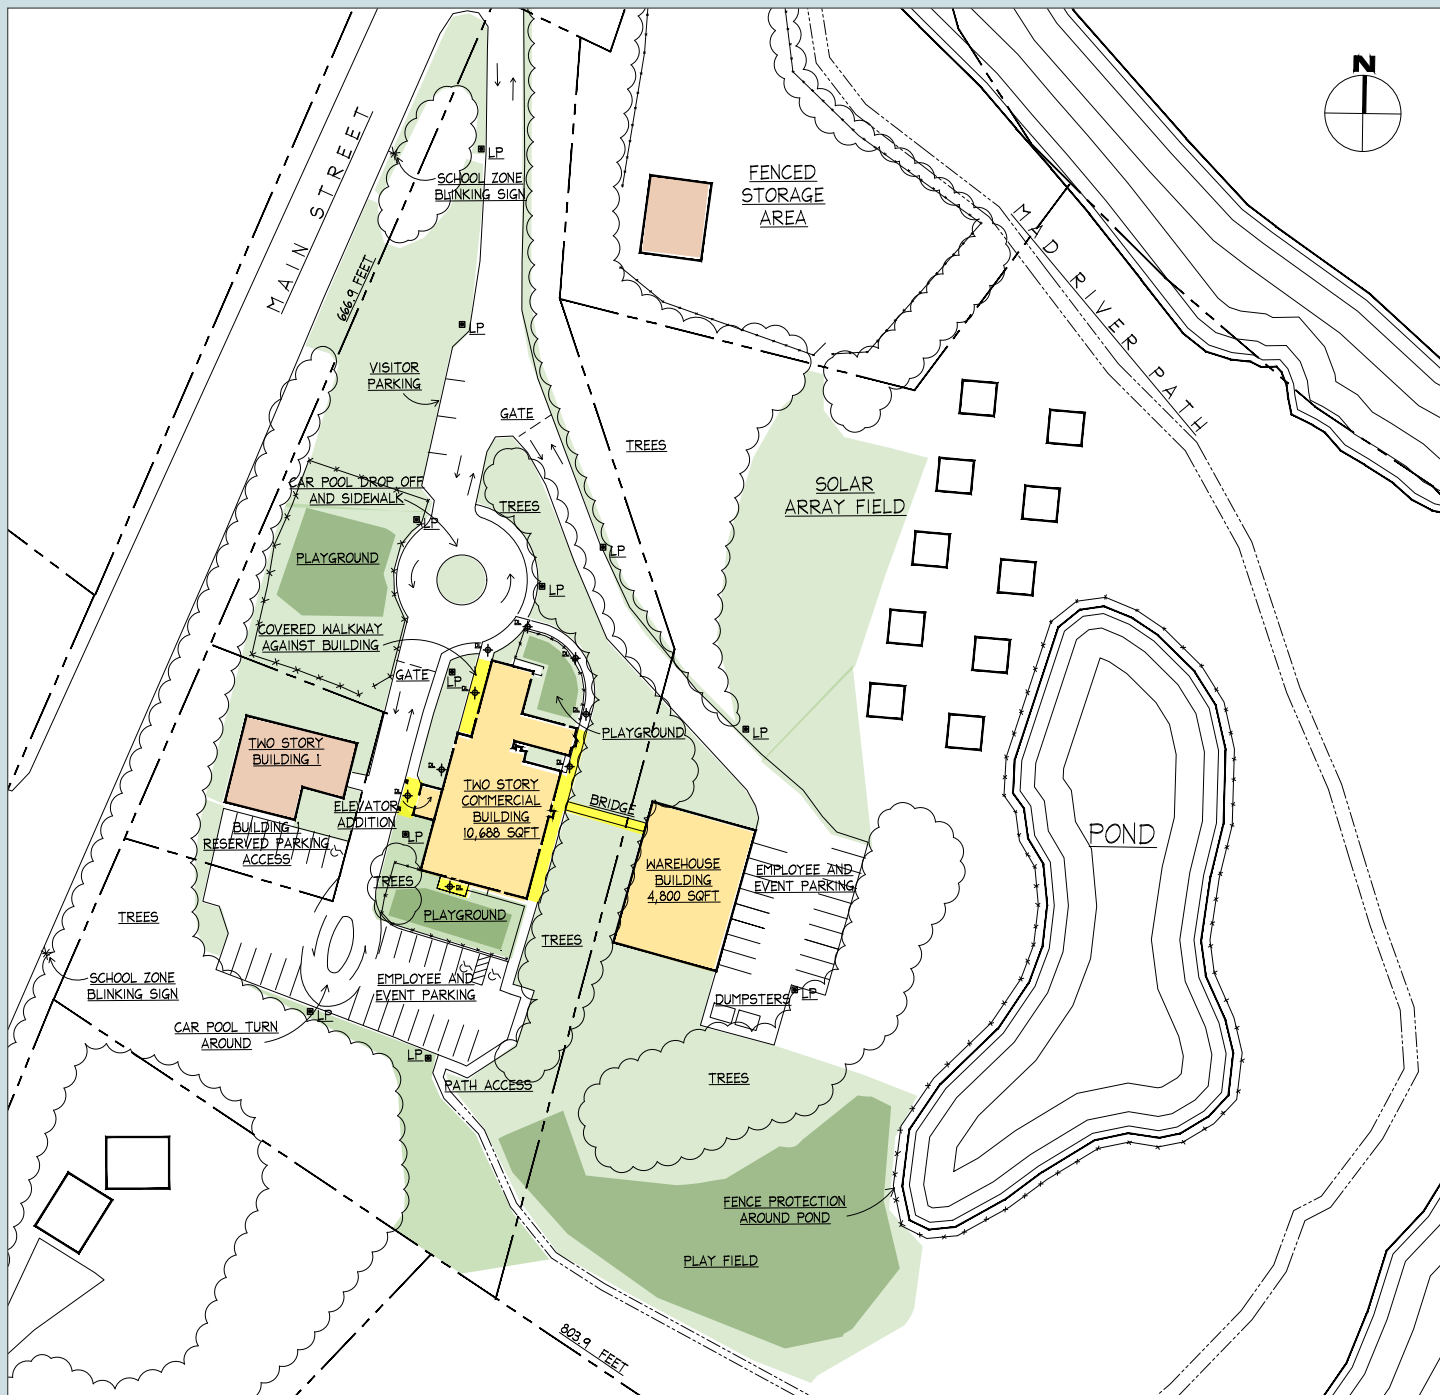 N
MAIN STREET
LP
SCHOOL ZONE
BLINKING SIGN
FENCED
STORAGE
AREA
MAD RIVER PATH
666.9 FEET
LP
VISITOR
PARKING
GATE
TREES
CAR POOL DROP OFF
AND SIDEWALK
TREES
SOLAR
ARRAY FIELD
LP
LP
PLAYGROUND
LP
COVERED WALKWAY
AGAINST BUILDING
GATE
LP
PLAYGROUND
LP
TWO STORY
BUILDING 1
TWO STORY
COMMERCIAL
BUILDING
10,688 SQFT
ELEVATOR
ADDITION
BRIDGE
POND
BUILDING 1
RESERVED PARKING
ACCESS
LP
WAREHOUSE
BUILDING
4,800 SQFT
EMPLOYEE AND
EVENT PARKING
TREES
TREES
PLAYGROUND
TREES
SCHOOL ZONE
BLINKING SIGN
EMPLOYEE AND
EVENT PARKING
DUMPSTERS
LP
CAR POOL TURN
AROUND
LP
LP
PATH ACCESS
TREES
FENCE PROTECTION
AROUND POND
PLAY FIELD
803.9 FEET